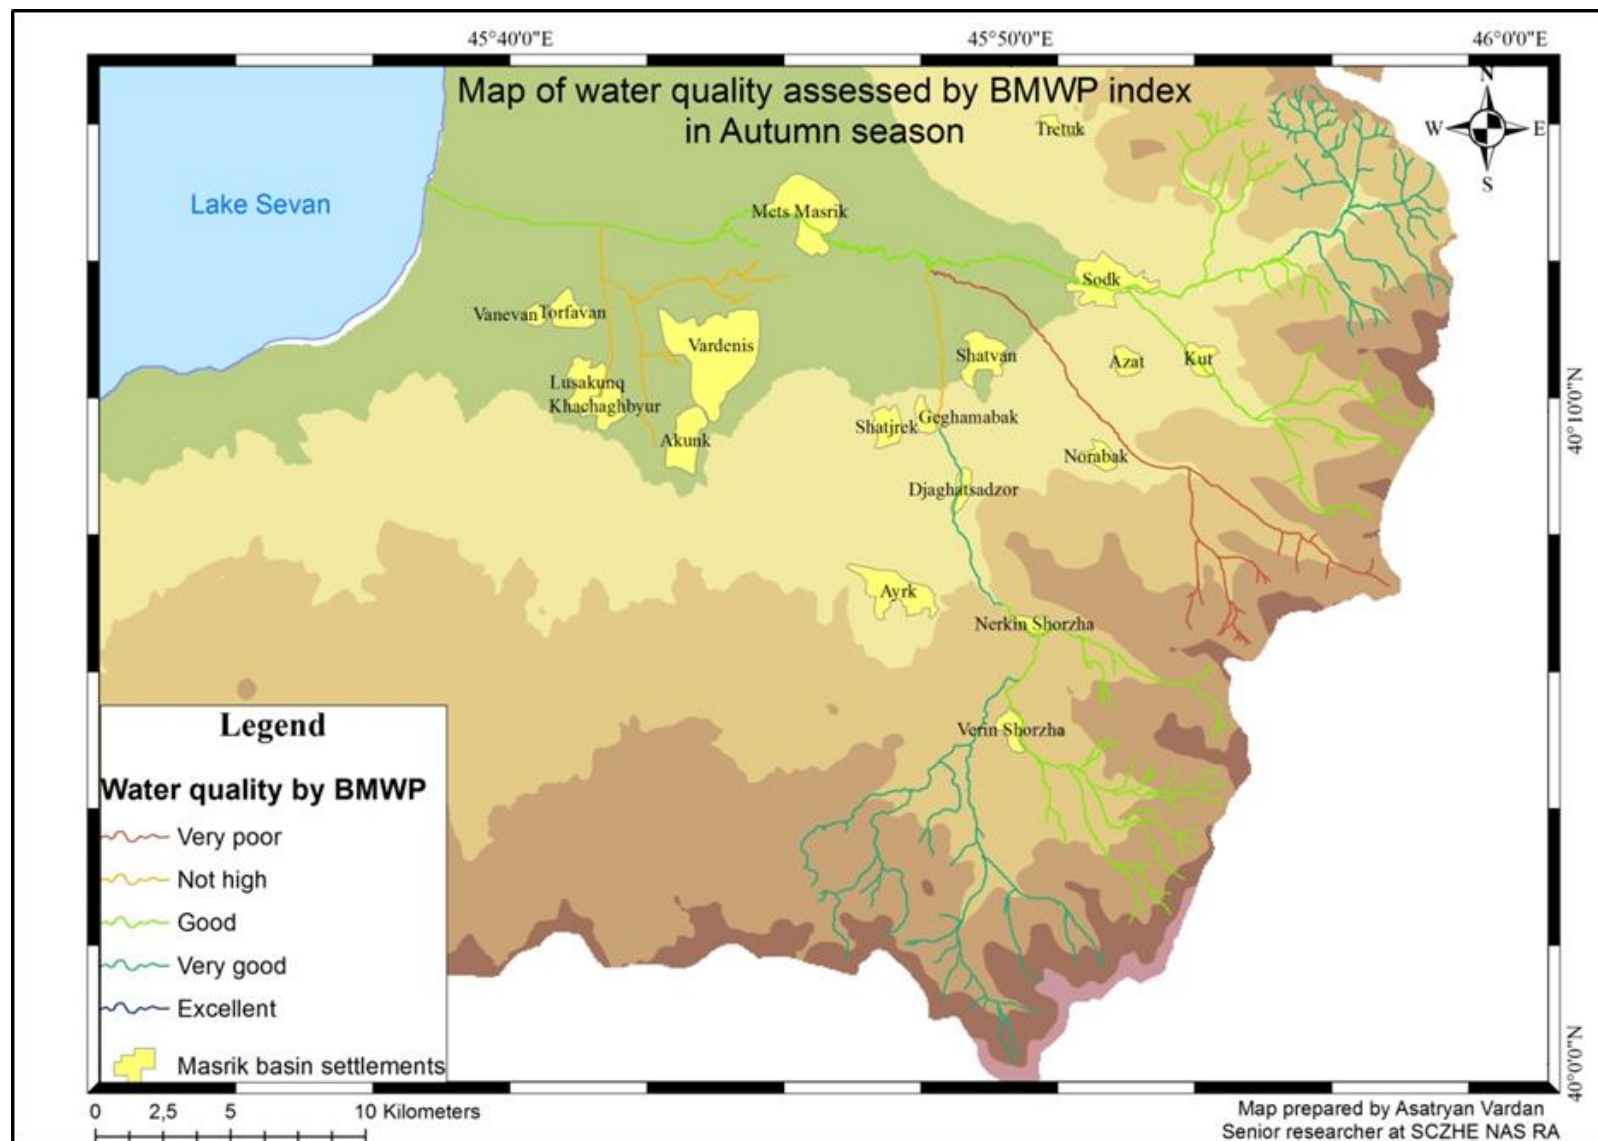 45°40'0"E
45°50'0"E
46°0'0"E
Map of water quality assessed by BMWP index
in Autumn season
N
W
E
S
Tretuk
Lake Sevan
Mets Masrik
Sodk
Vanevan
Torfavan
Vardenis
Shatvan
Azat
Kut
Lusakunq
Khachaghbyur
Akunk
Shatjrek
Geghamabak
Norabak
Djaghatsadzor
Ayrk
Nerkin Shorzha
Verin Shorzha
40°10'0"N
40°0'0"N
Legend
Water quality by BMWP
Very poor
Not high
Good
Very good
Excellent
Masrik basin settlements
0 2,5 5 10 Kilometers
Map prepared by Asatryan Vardan
Senior researcher at SCZHE NAS RA